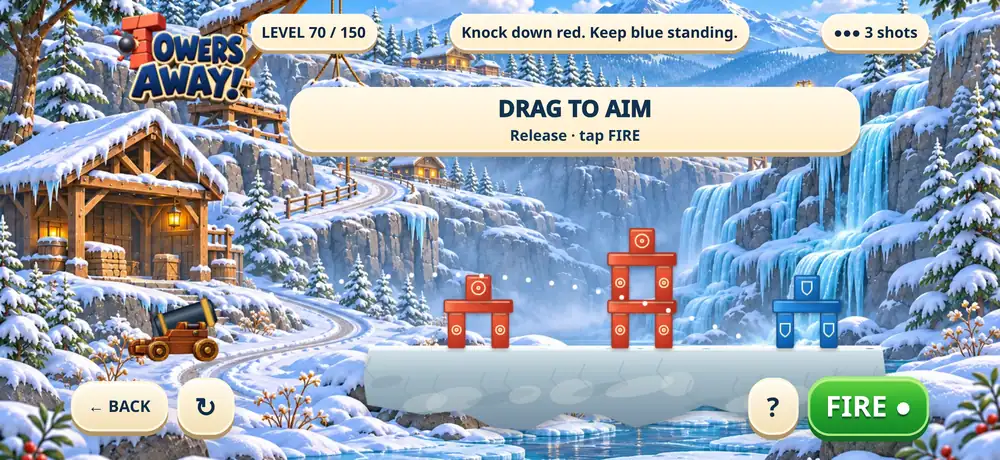 TOWERS
AWAY!
LEVEL 70 / 150
Knock down red. Keep blue standing.
●●● 3 shots
DRAG TO AIM
Release · tap FIRE
← BACK
↻
?
FIRE ●